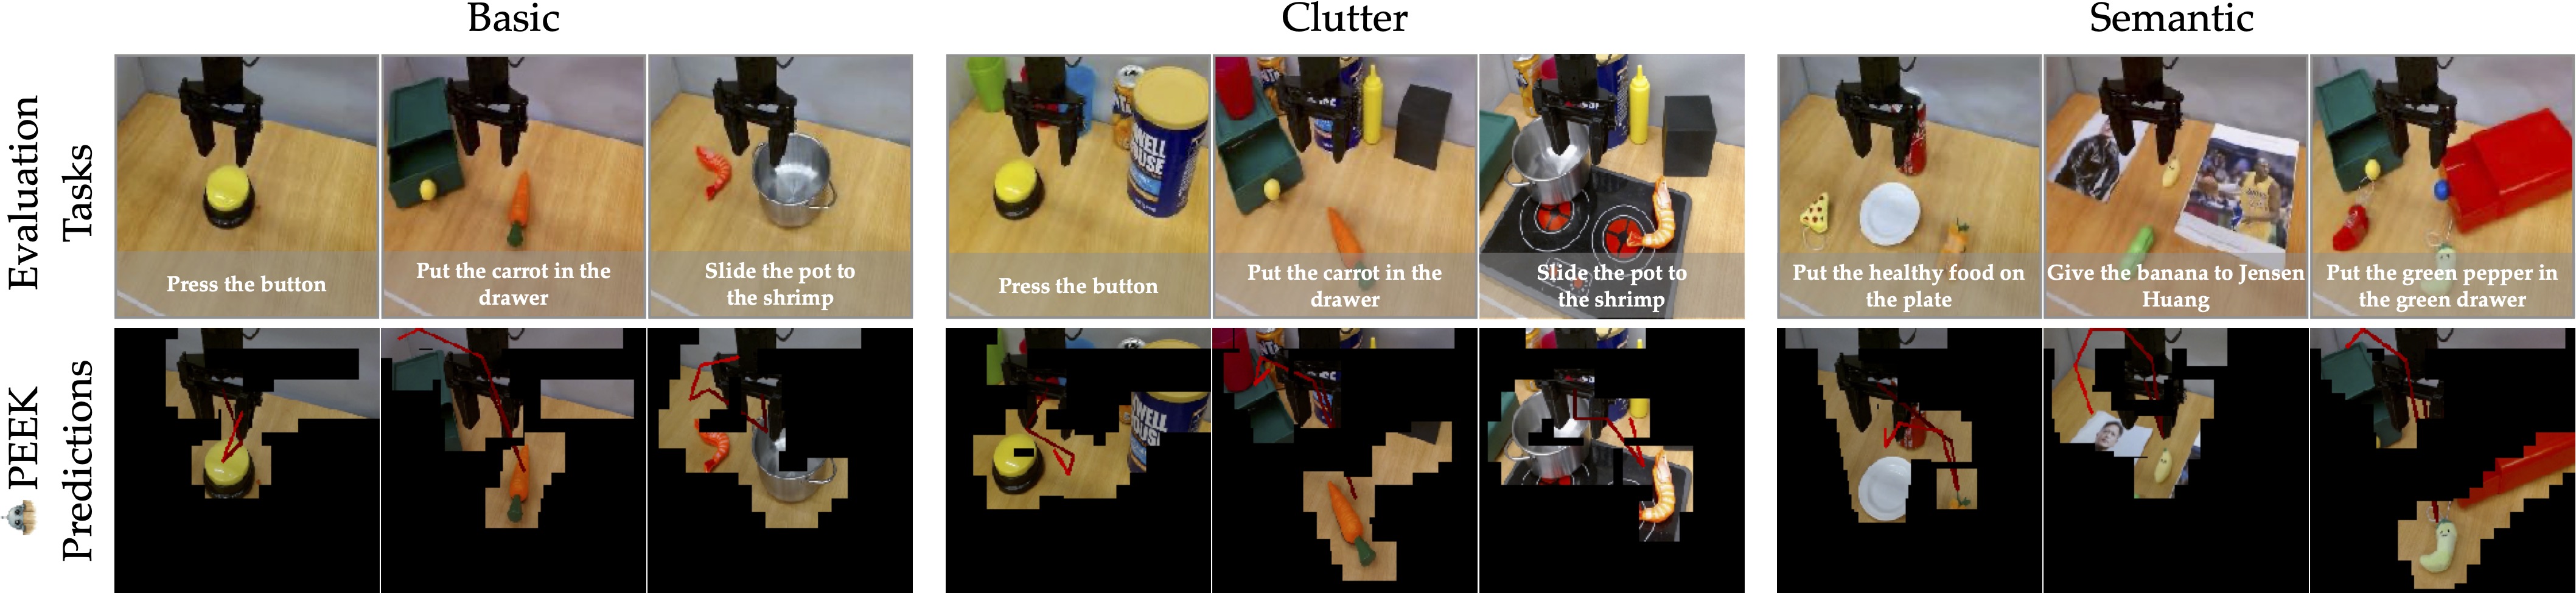 Basic
Clutter
Semantic
Evaluation
Tasks
Press the button
Put the carrot in the
drawer
Slide the pot to
the shrimp
WELL
OUSE
Press the button
Put the carrot in the
drawer
Slide the pot to
the shrimp
Put the healthy food on
the plate
Give the banana to Jensen
Huang
Put the green pepper in
the green drawer
PEEK
Predictions
WELL